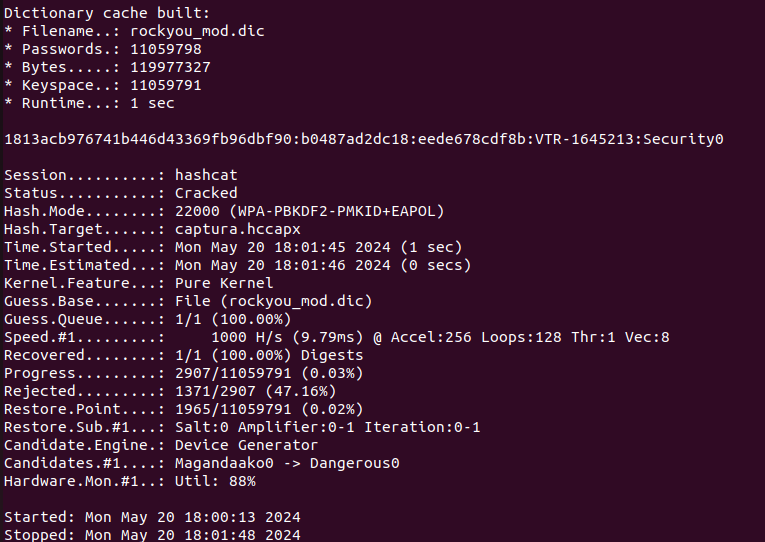 Dictionary cache built:
* Filename..: rockyou_mod.dic
* Passwords.: 11059798
* Bytes.....: 119977327
* Keyspace..: 11059791
* Runtime...: 1 sec
1813acb976741b446d43369fb96dbf90:b0487ad2dc18:eede678cdf8b:VTR-1645213:Security0
Session..........: hashcat
Status...........: Cracked
Hash.Mode........: 22000 (WPA-PBKDF2-PMKID+EAPOL)
Hash.Target......: captura.hccapx
Time.Started.....: Mon May 20 18:01:45 2024 (1 sec)
Time.Estimated...: Mon May 20 18:01:46 2024 (0 secs)
Kernel.Feature...: Pure Kernel
Guess.Base.......: File (rockyou_mod.dic)
Guess.Queue......: 1/1 (100.00%)
Speed.#1.........:     1000 H/s (9.79ms) @ Accel:256 Loops:128 Thr:1 Vec:8
Recovered........: 1/1 (100.00%) Digests
Progress.........: 2907/11059791 (0.03%)
Rejected.........: 1371/2907 (47.16%)
Restore.Point....: 1965/11059791 (0.02%)
Restore.Sub.#1...: Salt:0 Amplifier:0-1 Iteration:0-1
Candidate.Engine.: Device Generator
Candidates.#1....: Magandaako0 -> Dangerous0
Hardware.Mon.#1..: Util: 88%
Started: Mon May 20 18:00:13 2024
Stopped: Mon May 20 18:01:48 2024